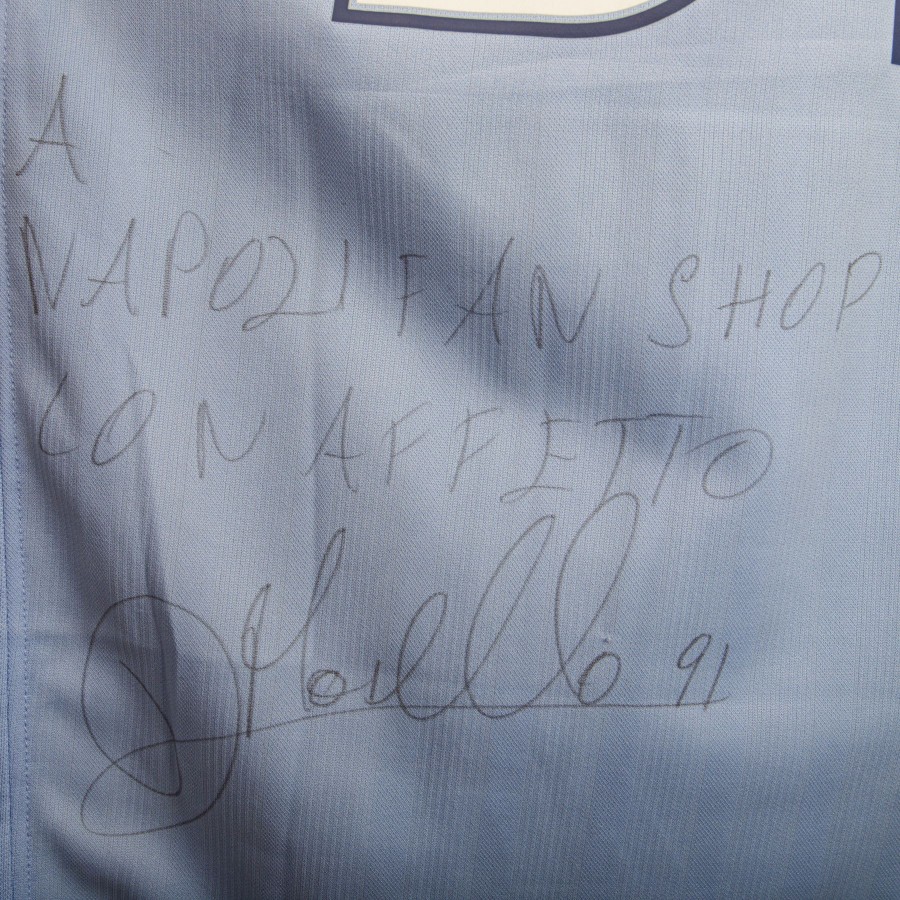 A
NAPOLI FAN SHOP
CON AFFETTO
91